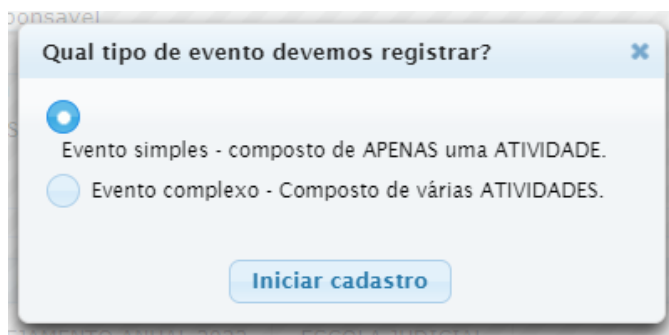 ponsavel
Qual tipo de evento devemos registrar?
Evento simples - composto de APENAS uma ATIVIDADE.
Evento complexo - Composto de várias ATIVIDADES.
Iniciar cadastro